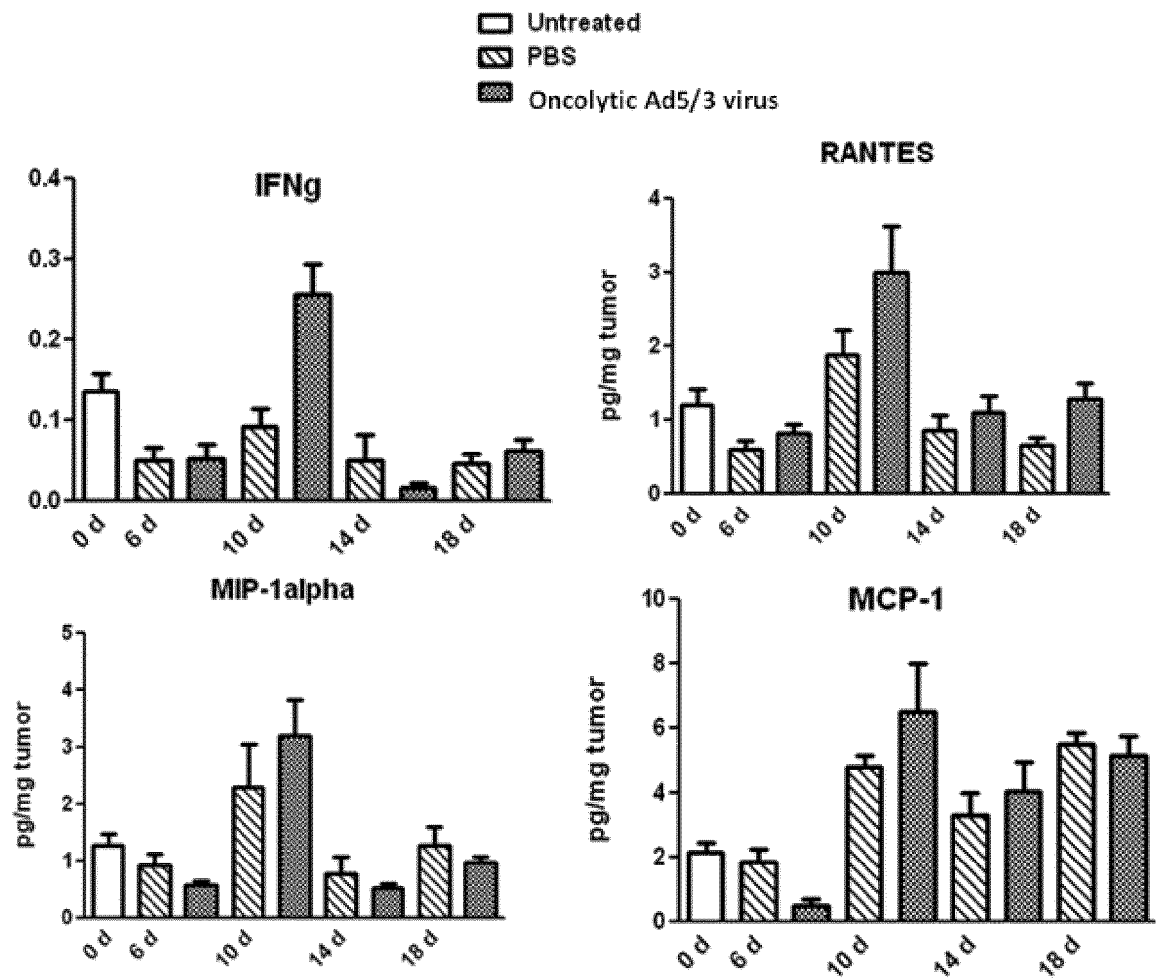 Untreated
PBS
Oncolytic Ad5/3 virus
IFNg
0.4
0.3
0.2
0.1
0.0
0 d
6 d
10 d
14 d
18 d
RANTES
pg/mg tumor
4
3
2
1
0
0 d
6 d
10 d
14 d
18 d
MIP-1alpha
pg/mg tumor
5
4
3
2
1
0
0 d
6 d
10 d
14 d
18 d
MCP-1
pg/mg tumor
10
8
6
4
2
0
0 d
6 d
10 d
14 d
18 d